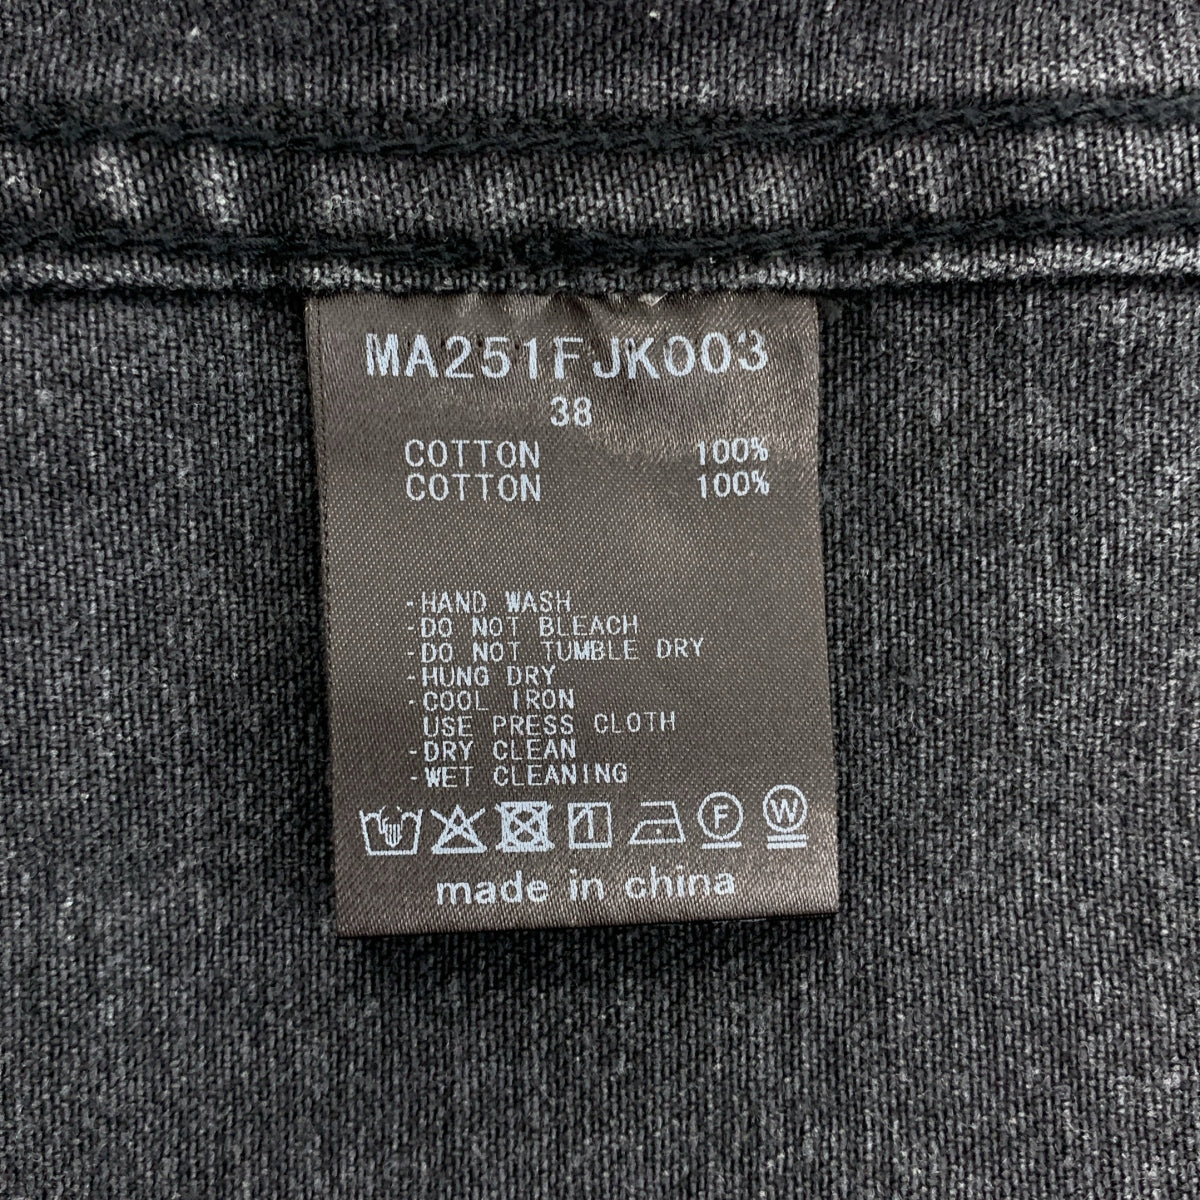 MA251FJK003
38
COTTON 100%
COTTON 100%
-HAND WASH
-DO NOT BLEACH
-DO NOT TUMBLE DRY
-HUNG DRY
-COOL IRON
USE PRESS CLOTH
-DRY CLEAN
-WET CLEANING
F W
made in china